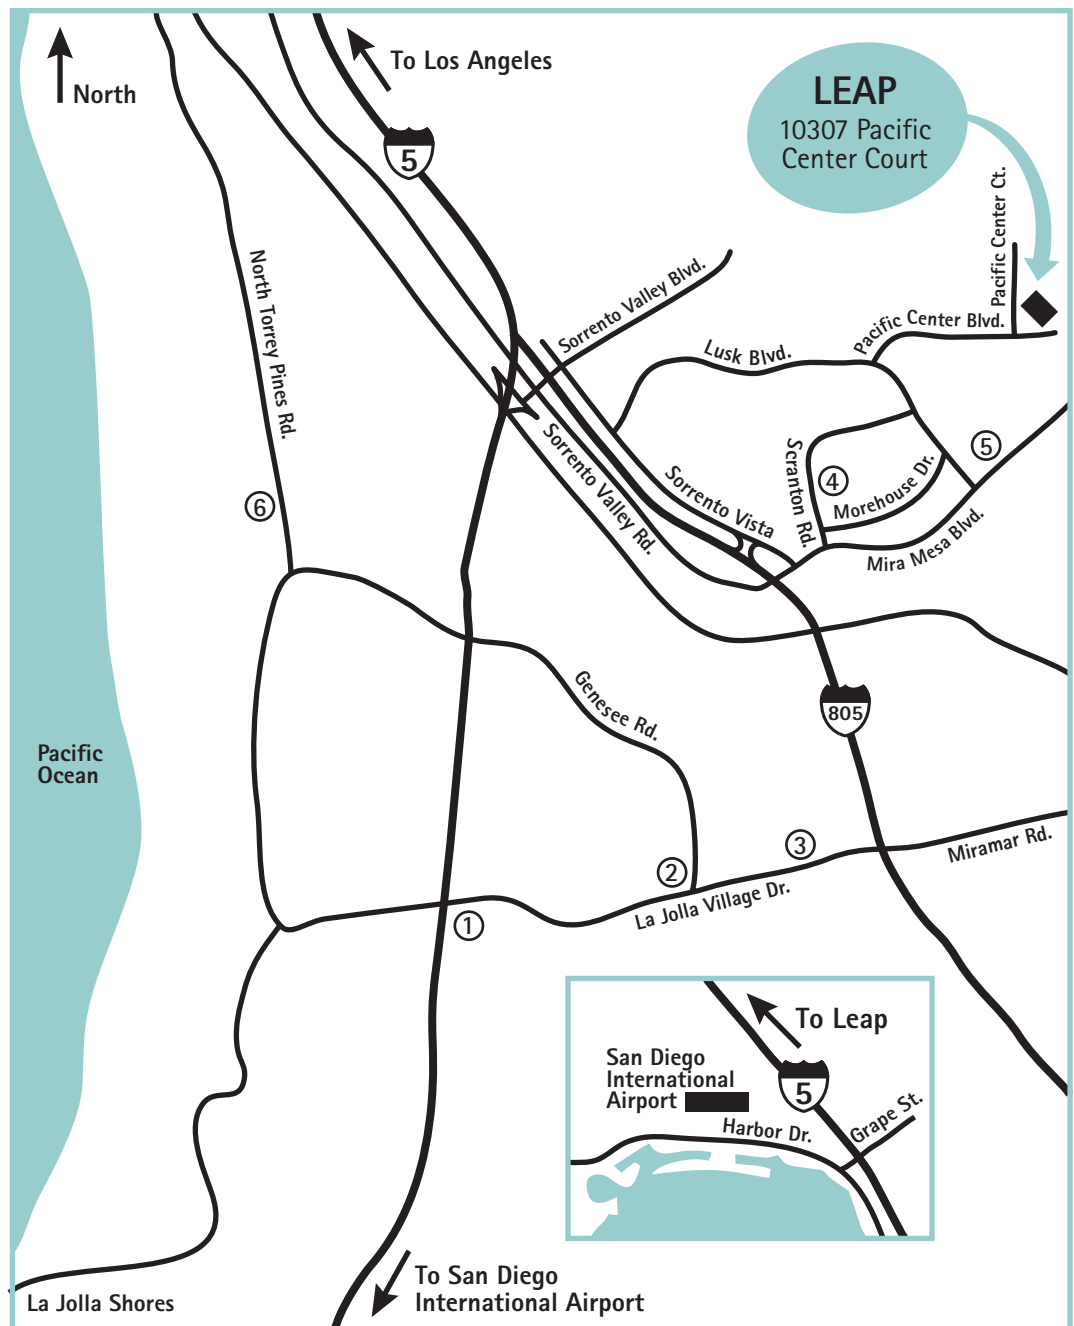 To Los Angeles
North
LEAP
10307 Pacific
Center Court
5
Pacific Center Ct.
North Torrey Pines Rd.
Sorrento Valley Blvd.
Pacific Center Blvd.
Lusk Blvd.
Sorrento Valley Rd.
Sorrento Vista
Scranton Rd.
4
5
Morehouse Dr.
Mira Mesa Blvd.
6
Genesee Rd.
805
Pacific
Ocean
3
Miramar Rd.
2
La Jolla Village Dr.
1
To Leap
San Diego
International
Airport
5
Harbor Dr.
Grape St.
To San Diego
International Airport
La Jolla Shores